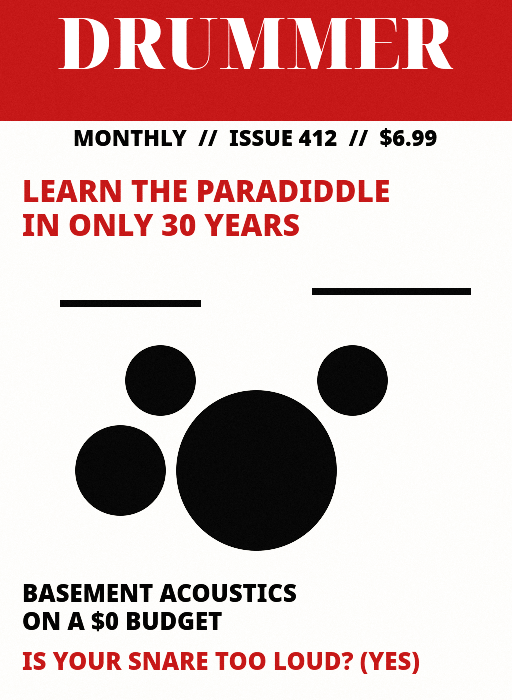 DRUMMER
MONTHLY // ISSUE 412 // $6.99
LEARN THE PARADIDDLE
IN ONLY 30 YEARS
BASEMENT ACOUSTICS
ON A $0 BUDGET
IS YOUR SNARE TOO LOUD? (YES)